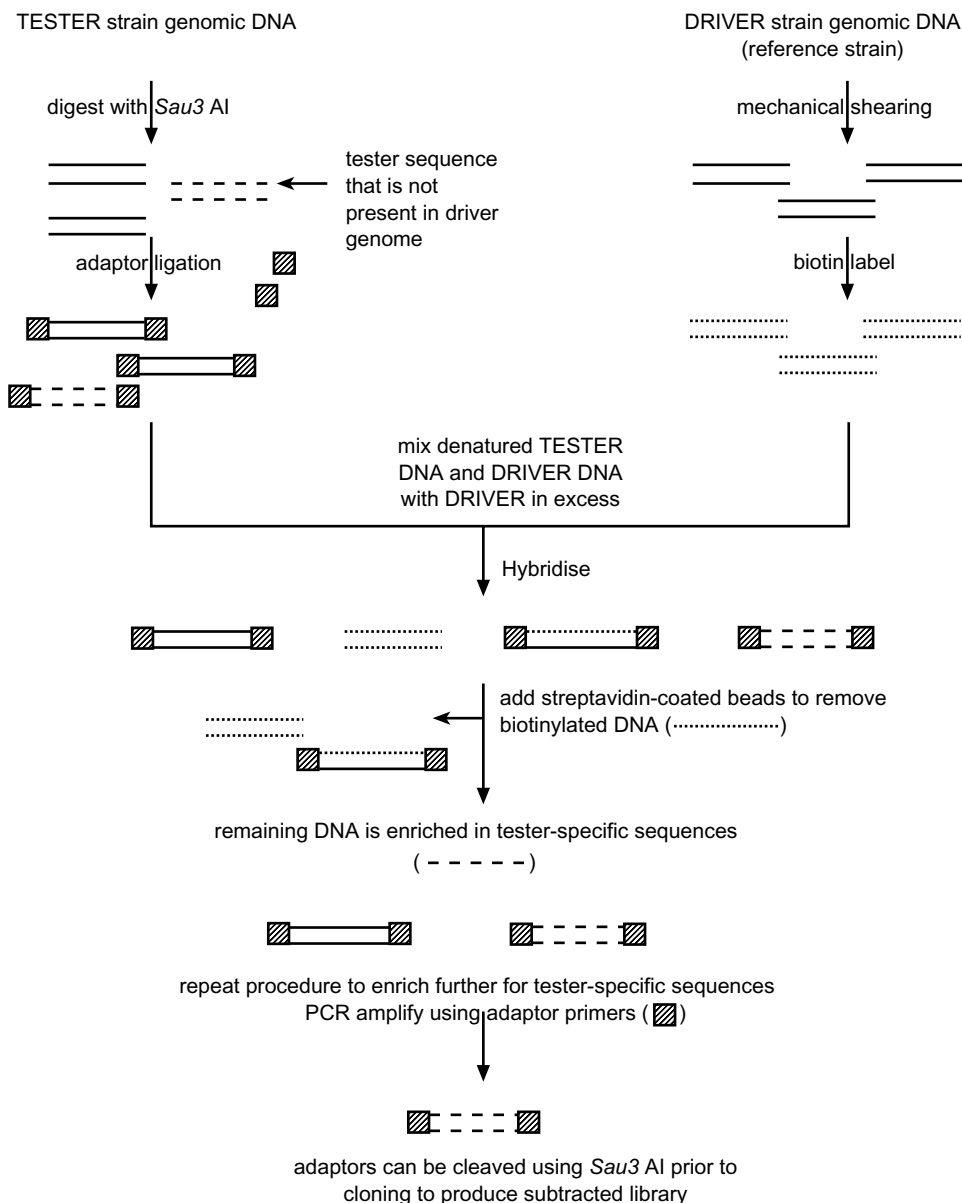 TESTER strain genomic DNA
DRIVER strain genomic DNA
(reference strain)
digest with Sau3 AI
mechanical shearing
tester sequence
that is not
present in driver
genome
adaptor ligation
biotin label
mix denatured TESTER
DNA and DRIVER DNA
with DRIVER in excess
Hybridise
add streptavidin-coated beads to remove
biotinylated DNA (....................)
remaining DNA is enriched in tester-specific sequences
( – – – – – – )
repeat procedure to enrich further for tester-specific sequences
PCR amplify using adaptor primers ( )
adaptors can be cleaved using Sau3 AI prior to
cloning to produce subtracted library